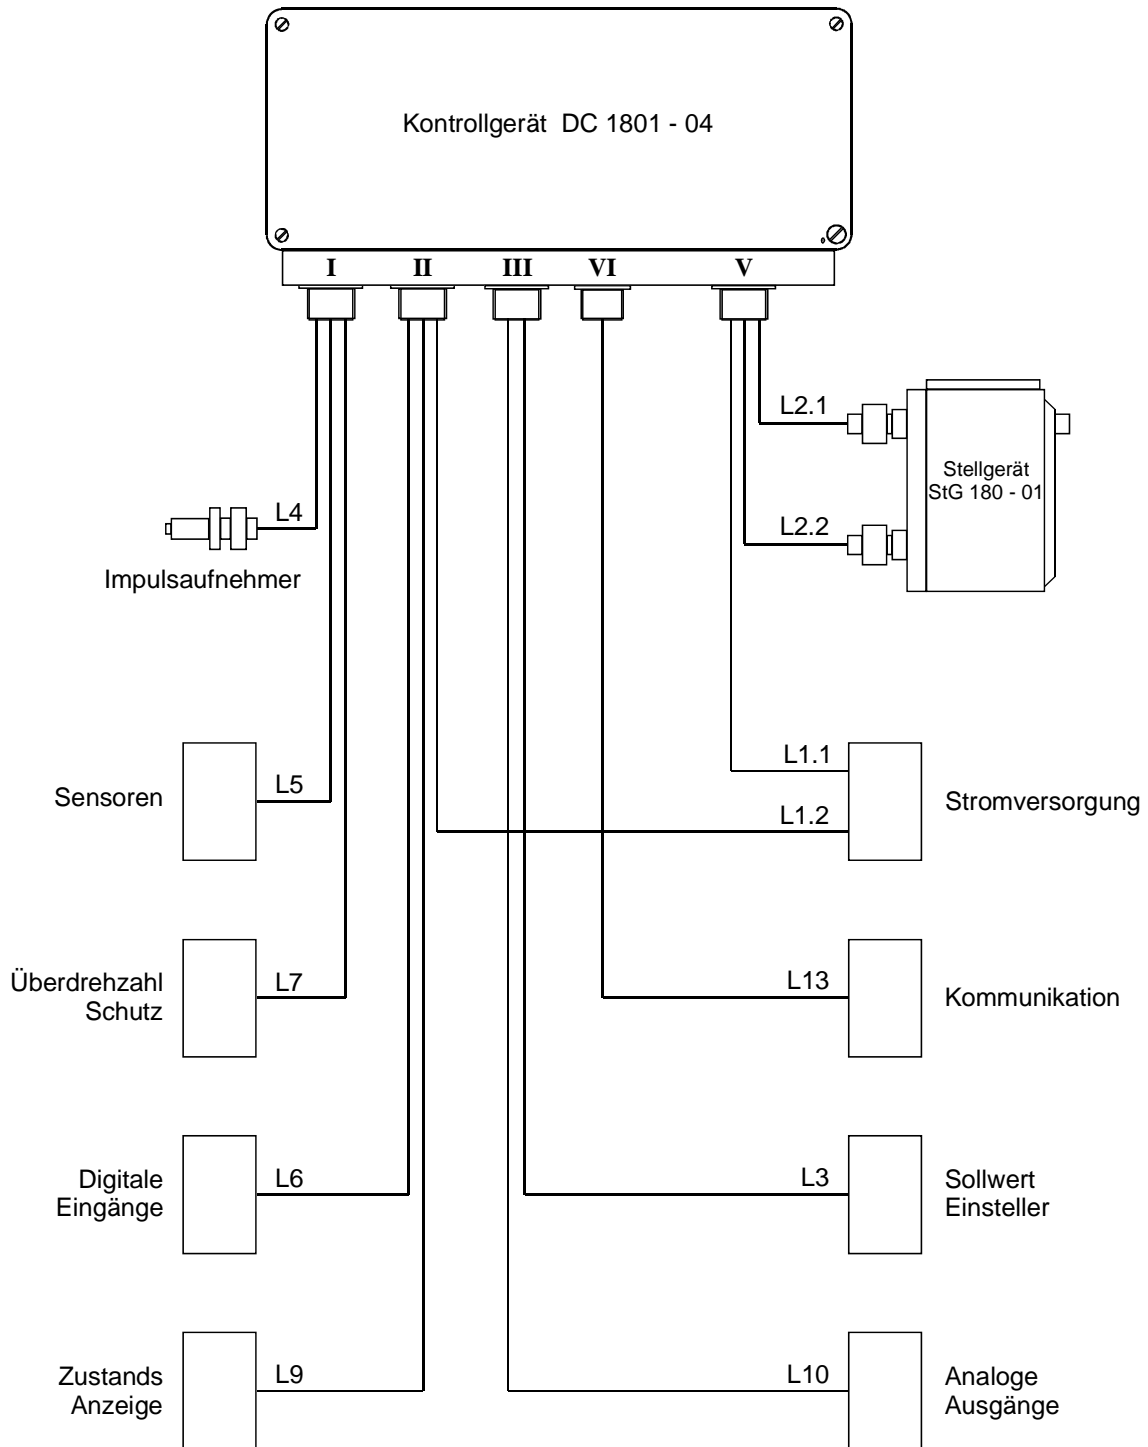 Kontrollgerät DC 1801 - 04
I II III VI V
L2.1
Stellgerät
StG 180 - 01
L4
L2.2
Impulsaufnehmer
L1.1
Sensoren
L5
Stromversorgung
L1.2
Überdrehzahl
Schutz
L7
L13
Kommunikation
Digitale
Eingänge
L6
L3
Sollwert
Einsteller
Zustands
Anzeige
L9
L10
Analoge
Ausgänge